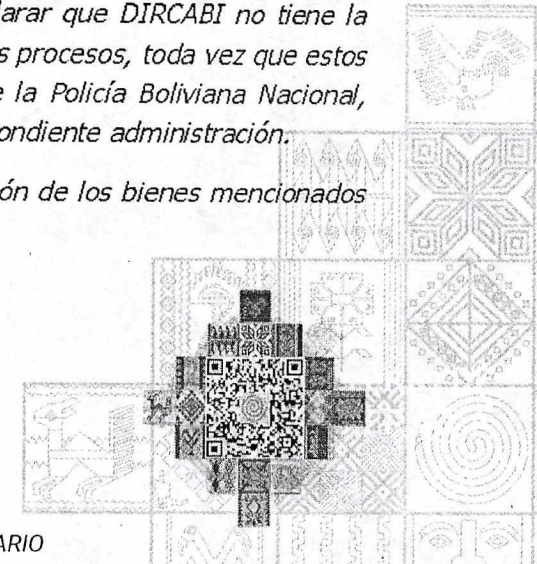 larar que DIRCABI no tiene la
s procesos, toda vez que estos
e la Policía Boliviana Nacional,
ondiente administración.
ón de los bienes mencionados
ARIO